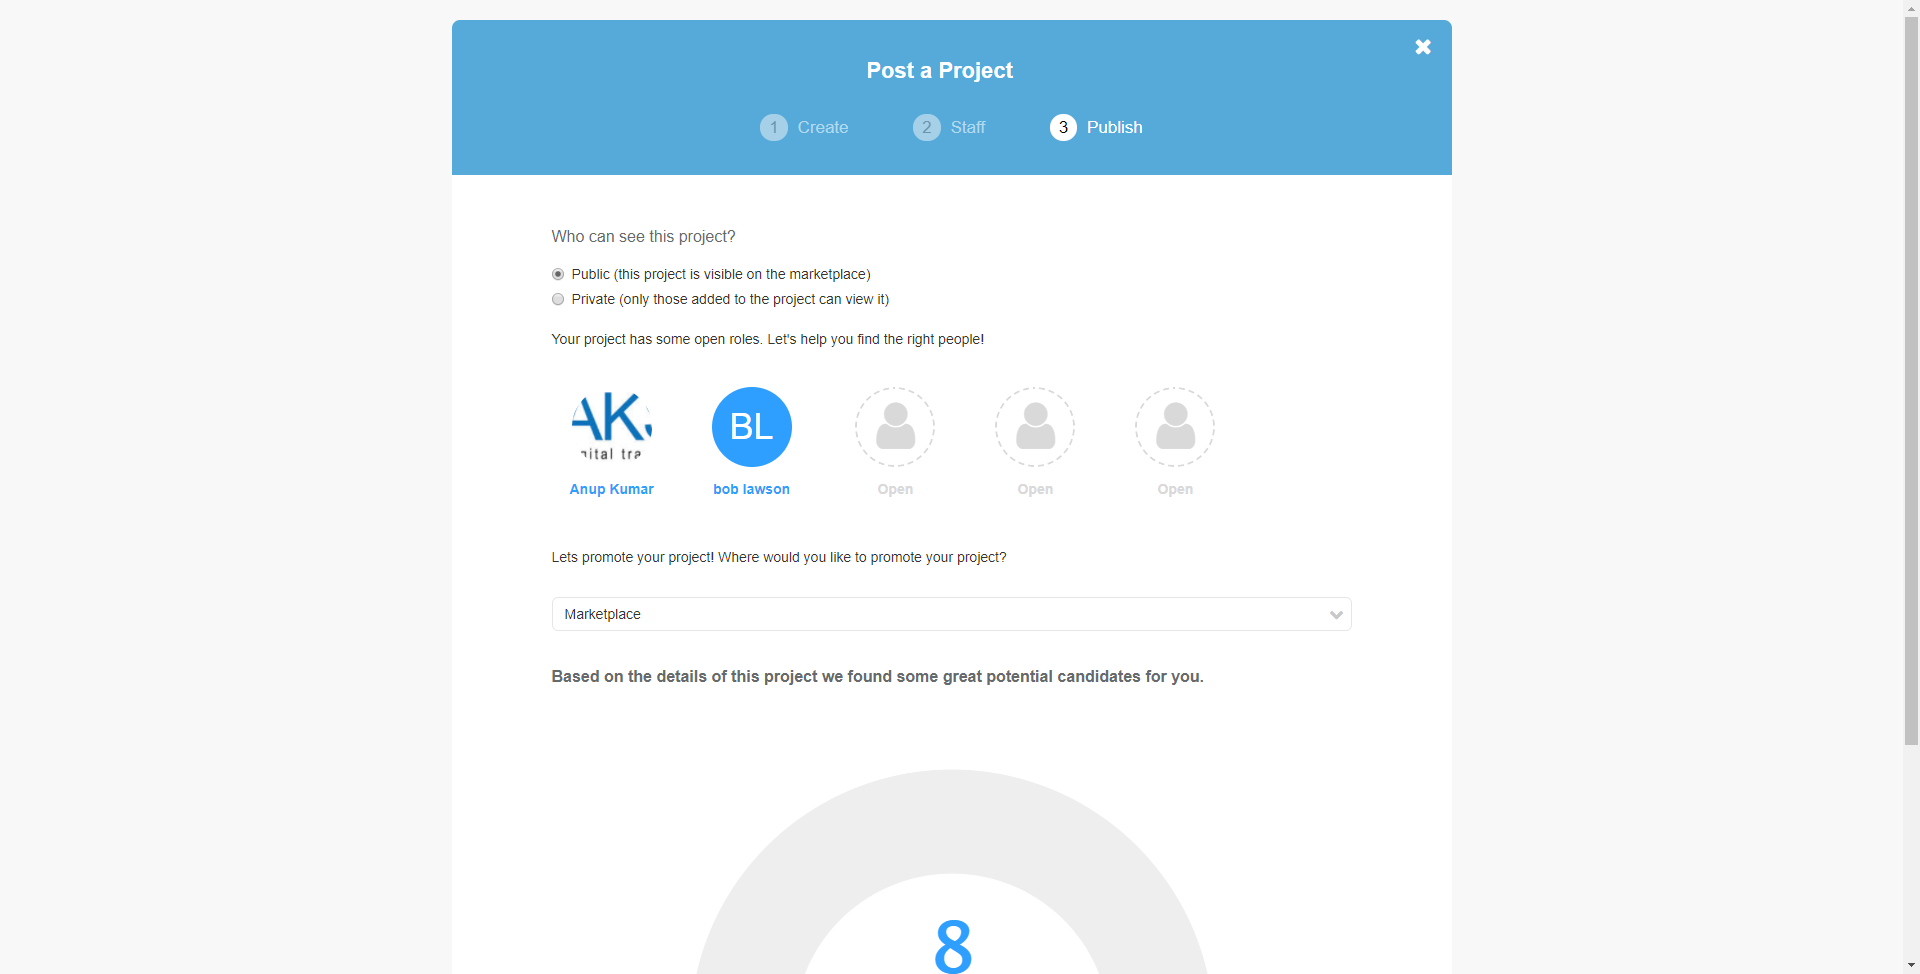 Post a Project
1 Create 2 Staff 3 Publish
Who can see this project?
Public (this project is visible on the marketplace)
Private (only those added to the project can view it)
Your project has some open roles. Let's help you find the right people!
AK
ital tra
BL
Anup Kumar bob lawson Open Open Open
Lets promote your project! Where would you like to promote your project?
Marketplace
Based on the details of this project we found some great potential candidates for you.
8